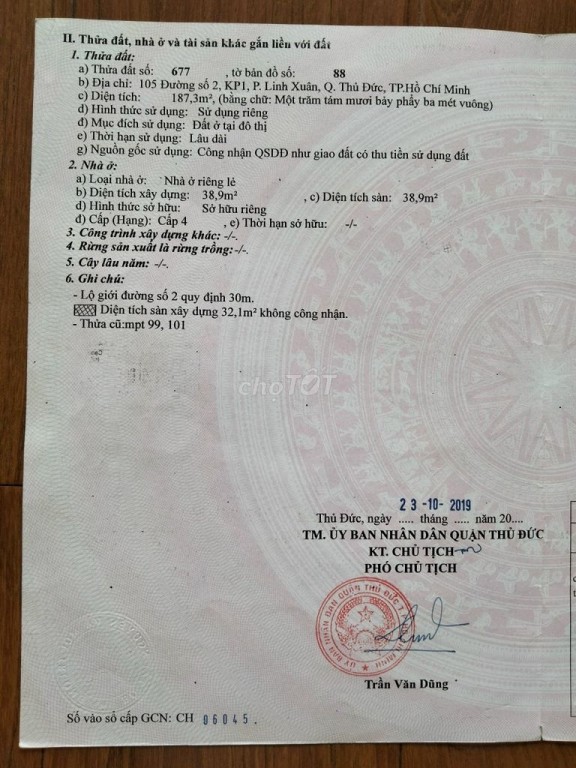 II. Thửa đất, nhà ở và tài sản khác gắn liền với đất
1. Thửa đất:
a) Thửa đất số: 677 , tờ bản đồ số: 88
b) Địa chỉ: 105 Đường số 2, KP1, P. Linh Xuân, Q. Thủ Đức, TP.Hồ Chí Minh
c) Diện tích: 187,3m², (bằng chữ: Một trăm tám mươi bảy phẩy ba mét vuông)
d) Hình thức sử dụng: Sử dụng riêng
đ) Mục đích sử dụng: Đất ở tại đô thị
e) Thời hạn sử dụng: Lâu dài
g) Nguồn gốc sử dụng: Công nhận QSDĐ như giao đất có thu tiền sử dụng đất
2. Nhà ở:
a) Loại nhà ở: Nhà ở riêng lẻ
b) Diện tích xây dựng: 38,9m² , c) Diện tích sàn: 38,9m²
d) Hình thức sở hữu: Sở hữu riêng
đ) Cấp (Hạng): Cấp 4 , e) Thời hạn sở hữu: -/-
3. Công trình xây dựng khác: -/-.
4. Rừng sản xuất là rừng trồng:-/-.
5. Cây lâu năm: -/-.
6. Ghi chú:
- Lộ giới đường số 2 quy định 30m.
Diện tích sàn xây dựng 32,1m² không công nhận.
- Thửa cũ:mpt 99, 101
chợTỐT
23-10-2019
Thủ Đức, ngày ..... tháng ..... năm 20....
TM. ỦY BAN NHÂN DÂN QUẬN THỦ ĐỨC
KT. CHỦ TỊCH
PHÓ CHỦ TỊCH
ỦY BAN NHÂN DÂN QUẬN THỦ ĐỨC
Trần Văn Dũng
Số vào sổ cấp GCN: CH 06045.